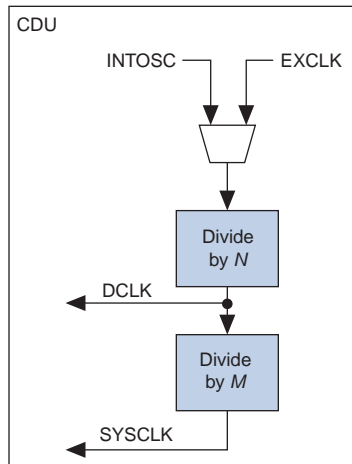 CDU
INTOSC
EXCLK
Divide
by N
DCLK
Divide
by M
SYSCLK